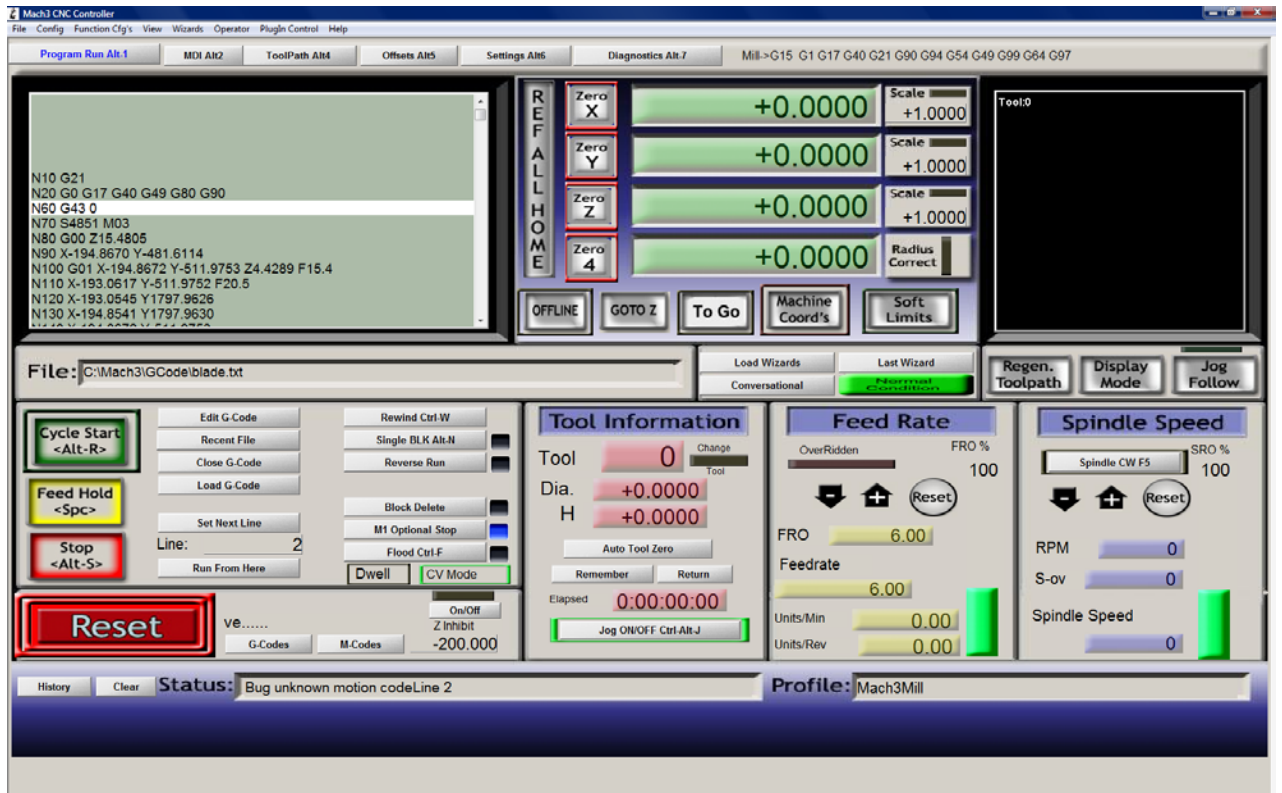 Mach3 CNC Controller
File Config Function Cfg's View Wizards Operator PlugIn Control Help
Program Run Alt-1 MDI Alt2 ToolPath Alt4 Offsets Alt5 Settings Alt6 Diagnostics Alt-7 Mill->G15 G1 G17 G40 G21 G90 G94 G54 G49 G99 G64 G97
N10 G21
N20 G0 G17 G40 G49 G80 G90
N60 G43 0
N70 S4851 M03
N80 G00 Z15.4805
N90 X-194.8670 Y-481.6114
N100 G01 X-194.8672 Y-511.9753 Z4.4289 F15.4
N110 X-193.0617 Y-511.9752 F20.5
N120 X-193.0545 Y1797.9626
N130 X-194.8541 Y1797.9630
REF ALL HOME
Zero X +0.0000 Scale +1.0000
Zero Y +0.0000 Scale +1.0000
Zero Z +0.0000 Scale +1.0000
Zero 4 +0.0000 Radius Correct
OFFLINE GOTO Z To Go Machine Coord's Soft Limits
Tool:0
File: C:\Mach3\GCode\blade.txt
Load Wizards Last Wizard
Conversational Normal Condition
Regen. Toolpath Display Mode Jog Follow
Cycle Start <Alt-R>
Feed Hold <Spc>
Stop <Alt-S>
Edit G-Code
Recent File
Close G-Code
Load G-Code
Set Next Line
Line: 2
Run From Here
Rewind Ctrl-W
Single BLK Alt-N
Reverse Run
Block Delete
M1 Optional Stop
Flood Ctrl-F
Dwell CV Mode
Reset
ve......
G-Codes M-Codes
On/Off
Z Inhibit
-200.000
Tool Information
Tool 0 Change Tool
Dia. +0.0000
H +0.0000
Auto Tool Zero
Remember Return
Elapsed 0:00:00:00
Jog ON/OFF Ctrl-Alt-J
Feed Rate
OverRidden FRO %
100
Reset
FRO 6.00
Feedrate
6.00
Units/Min 0.00
Units/Rev 0.00
Spindle Speed
Spindle CW F5 SRO %
100
Reset
RPM 0
S-ov 0
Spindle Speed
0
History Clear Status: Bug unknown motion codeLine 2 Profile: Mach3Mill